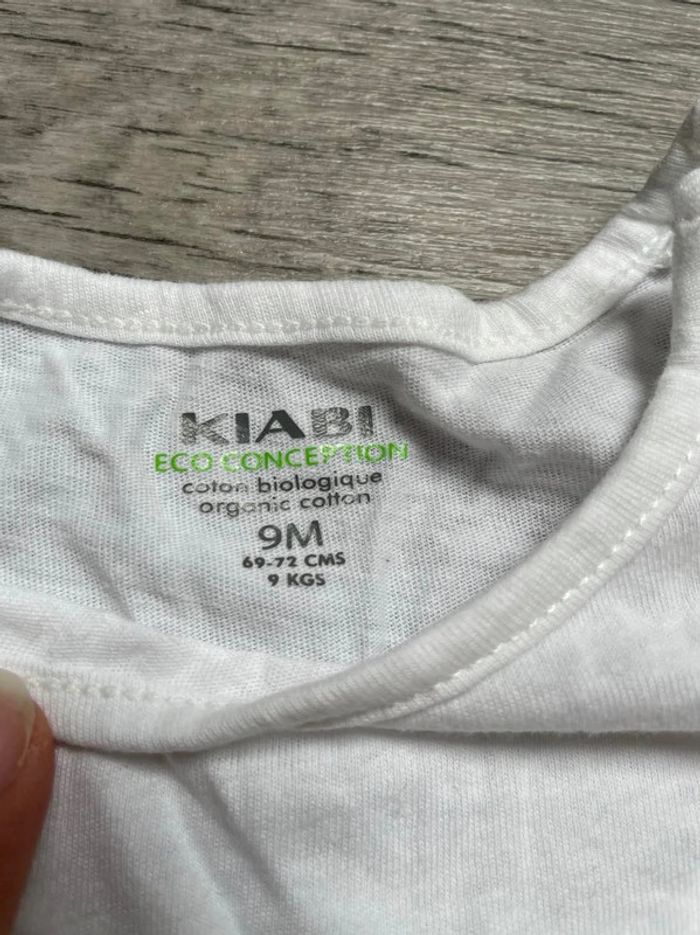 KIABI
ECO CONCEPTION
coton biologique
organic cotton
9M
69-72 CMS
9 KGS